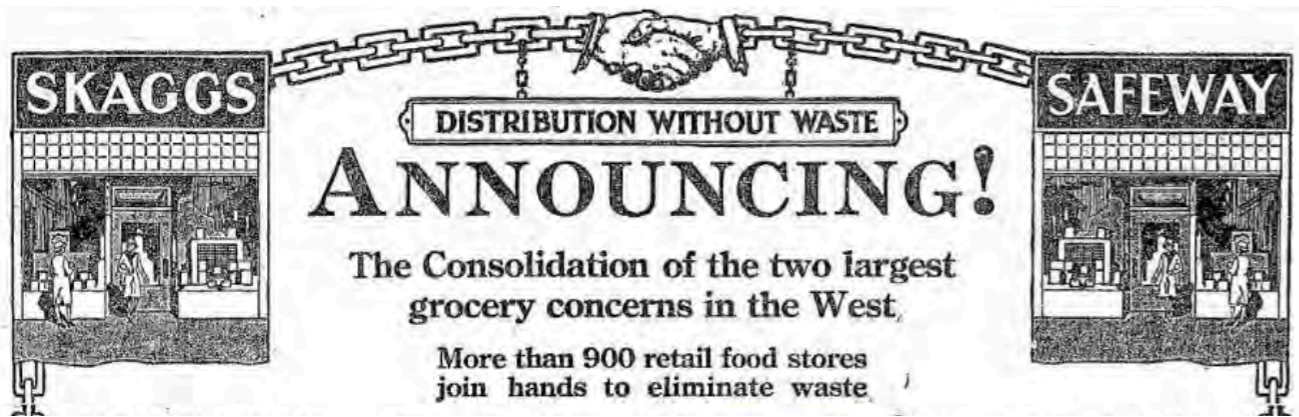 SKAGGS
SAFEWAY
DISTRIBUTION WITHOUT WASTE
ANNOUNCING!
The Consolidation of the two largest
grocery concerns in the West
More than 900 retail food stores
join hands to eliminate waste